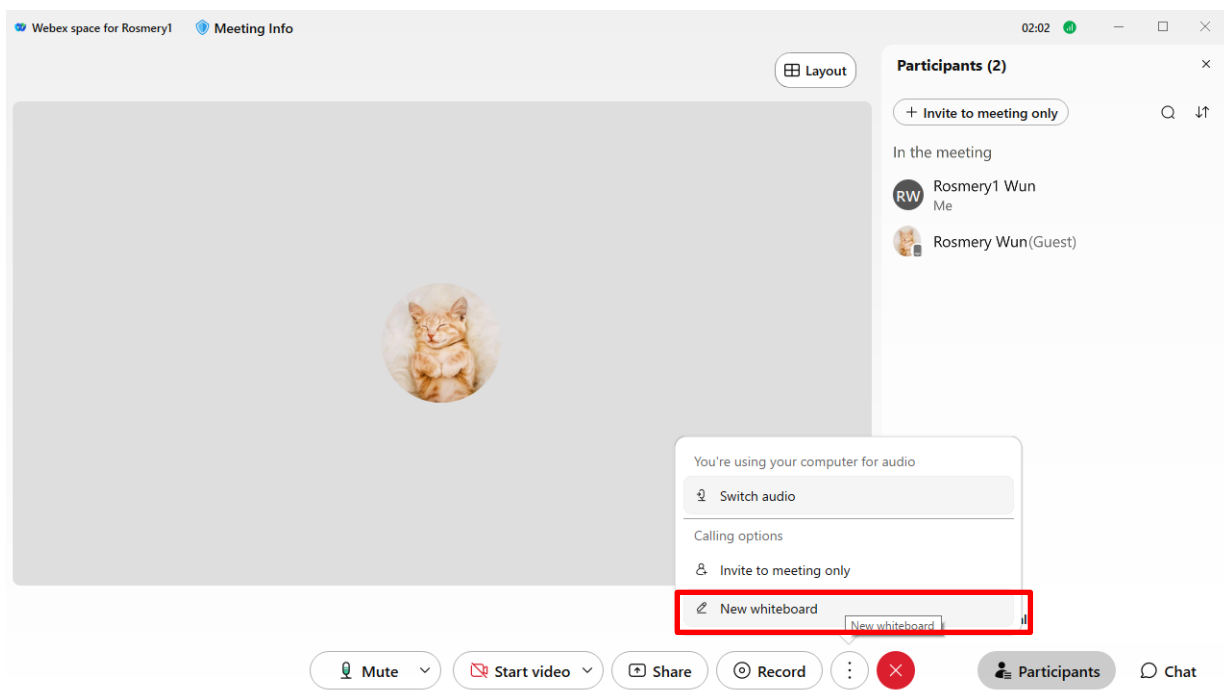 Webex space for Rosmery1
Meeting Info
02:02
Layout
Participants (2)
Invite to meeting only
In the meeting
RW
Rosmery1 Wun
Me
Rosmery Wun(Guest)
You're using your computer for audio
Switch audio
Calling options
Invite to meeting only
New whiteboard
New whiteboard
Mute
Start video
Share
Record
Participants
Chat